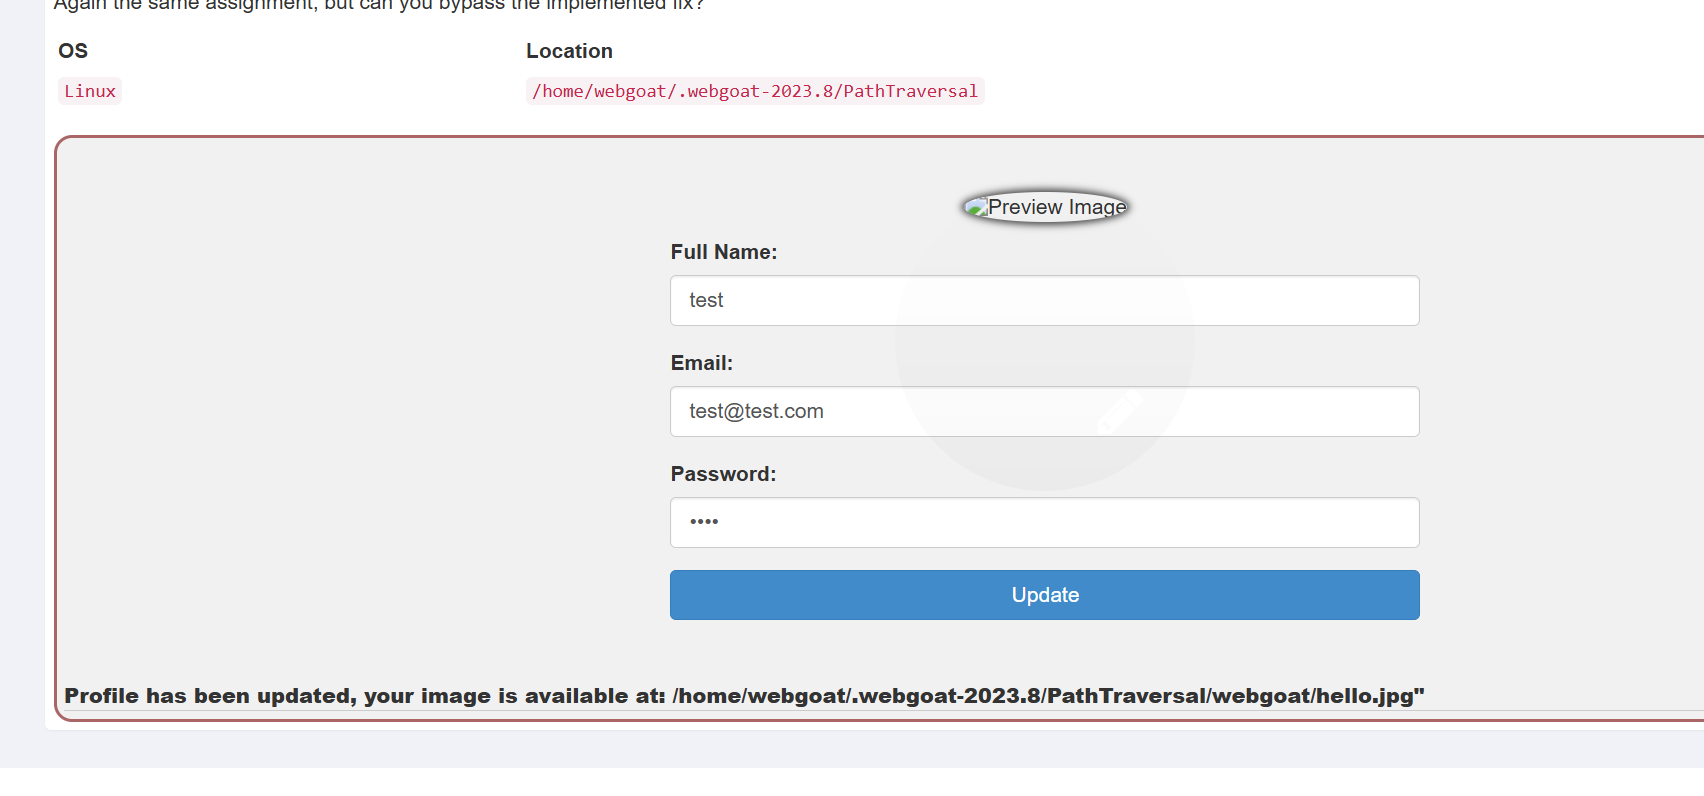 Again the same assignment, but can you bypass the implemented fix?
OS Location
Linux /home/webgoat/.webgoat-2023.8/PathTraversal
Preview Image
Full Name:
test
Email:
test@test.com
Password:
••••
Update
Profile has been updated, your image is available at: /home/webgoat/.webgoat-2023.8/PathTraversal/webgoat/hello.jpg"